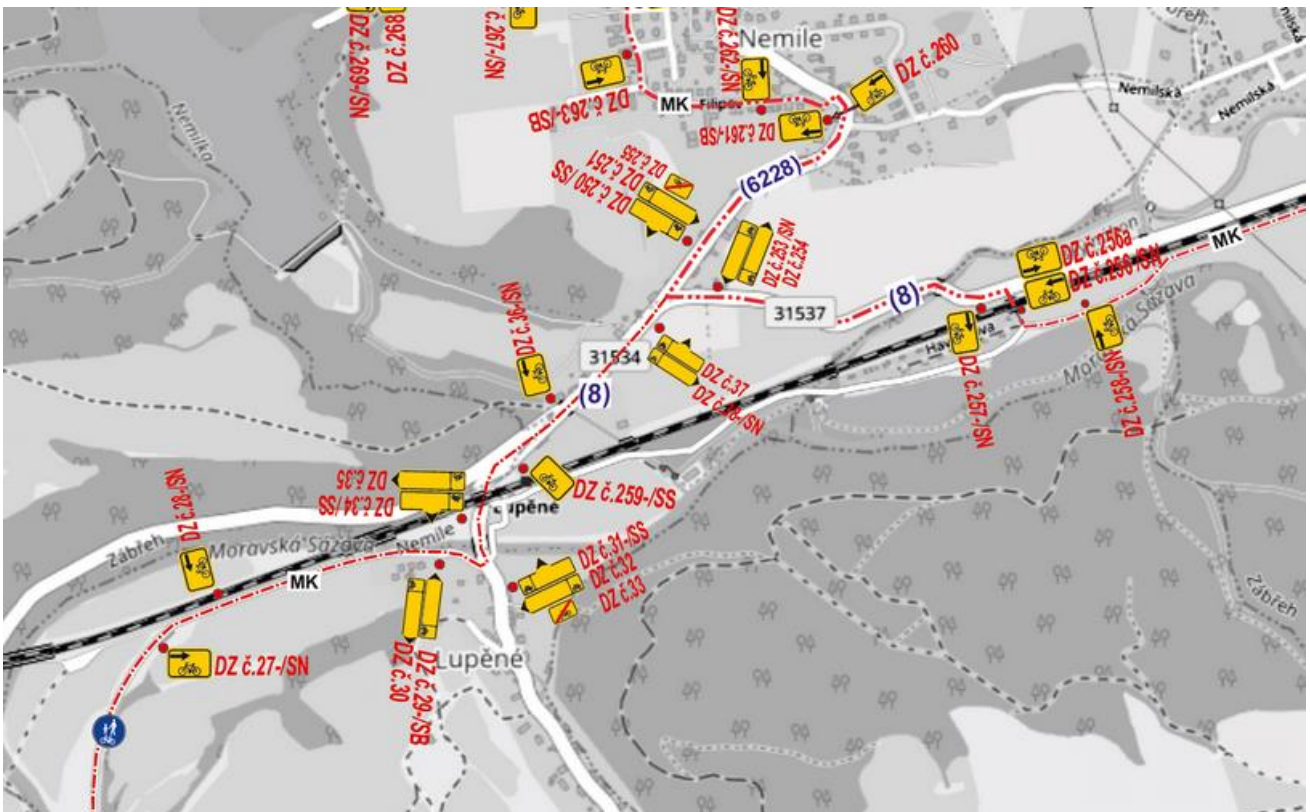 DZ č.269-/SN
DZ č.268
č.267-/SN
DZ č.262-/SN
Nemile
DZ č.260
Nemilská
Nemilská
DZ č.263-/SB
MK
Filipov
DZ č.261-/SB
Nemilka
DZ č.255
DZ č.251
DZ č.250 /SS
(6228)
DZ č.253 /SN
DZ č.254
DZ č.256a
DZ č.256 /SN
MK
(8)
31537
DZ č.36-/SN
31534
DZ č.37
DZ č.38-/SN
(8)
DZ č.257-/SN
DZ č.258-/SN
DZ č.35
DZ č.34-/SS
DZ č.259-/SS
Lupěné
DZ č.28-/SN
Zábřeh
Moravská Sázava
Nemile
MK
DZ č.31-/SS
DZ č.32
DZ č.33
Zábřeh
DZ č.27-/SN
DZ č.30
DZ č.29-/SB
Lupěné